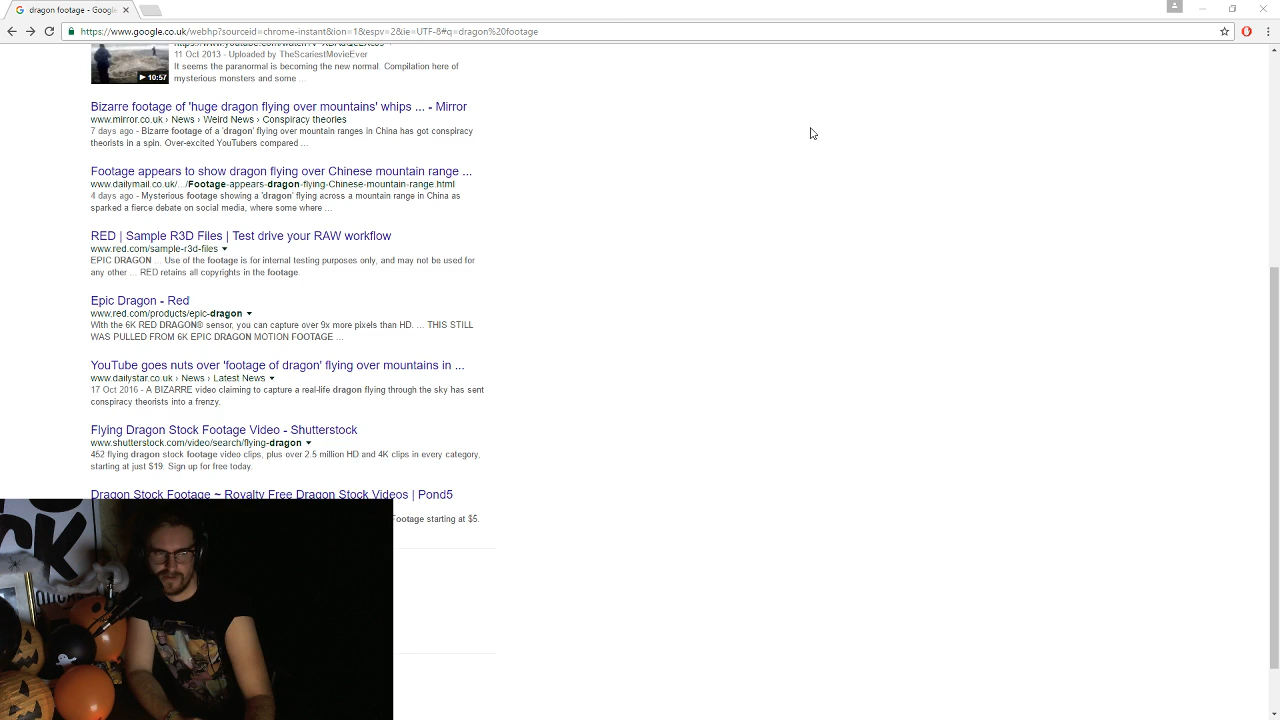 dragon footage - Google
https://www.google.co.uk/webhp?sourceid=chrome-instant&ion=1&espv=2&ie=UTF-8#q=dragon%20footage
11 Oct 2013 - Uploaded by TheScariestMovieEver
It seems the paranormal is becoming the new normal. Compilation here of
mysterious monsters and some ...
10:57
Bizarre footage of 'huge dragon flying over mountains' whips ... - Mirror
www.mirror.co.uk › News › Weird News › Conspiracy theories
7 days ago - Bizarre footage of a 'dragon' flying over mountain ranges in China has got conspiracy
theorists in a spin. Over-excited YouTubers compared ...
Footage appears to show dragon flying over Chinese mountain range ...
www.dailymail.co.uk/.../Footage-appears-dragon-flying-Chinese-mountain-range.html
4 days ago - Mysterious footage showing a 'dragon' flying across a mountain range in China as
sparked a fierce debate on social media, where some where ...
RED | Sample R3D Files | Test drive your RAW workflow
www.red.com/sample-r3d-files
EPIC DRAGON ... Use of the footage is for internal testing purposes only, and may not be used for
any other ... RED retains all copyrights in the footage.
Epic Dragon - Red
www.red.com/products/epic-dragon
With the 6K RED DRAGON® sensor, you can capture over 9x more pixels than HD. ... THIS STILL
WAS PULLED FROM 6K EPIC DRAGON MOTION FOOTAGE ...
YouTube goes nuts over 'footage of dragon' flying over mountains in ...
www.dailystar.co.uk › News › Latest News
17 Oct 2016 - A BIZARRE video claiming to capture a real-life dragon flying through the sky has sent
conspiracy theorists into a frenzy.
Flying Dragon Stock Footage Video - Shutterstock
www.shutterstock.com/video/search/flying-dragon
452 flying dragon stock footage video clips, plus over 2.5 million HD and 4K clips in every category,
starting at just $19. Sign up for free today.
Dragon Stock Footage ~ Royalty Free Dragon Stock Videos | Pond5
Footage starting at $5.